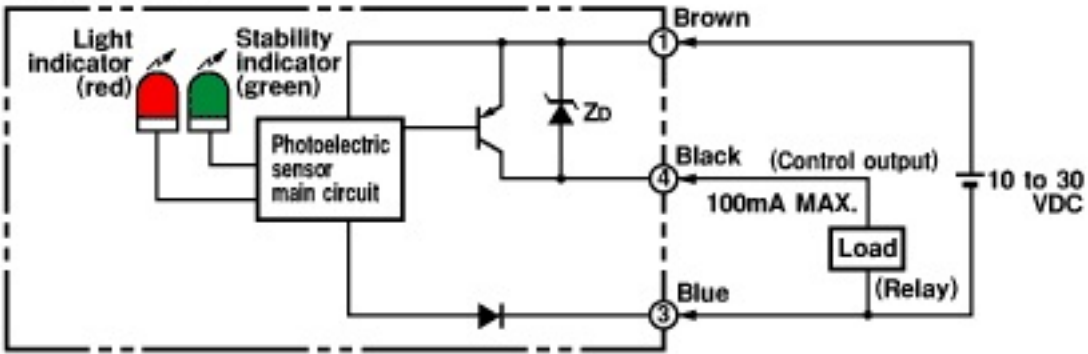 Brown
Light
indicator
(red)
Stability
indicator
(green)
1
ZD
Photoelectric
sensor
main circuit
Black
(Control output)
4
100mA MAX.
10 to 30
VDC
Load
(Relay)
Blue
3